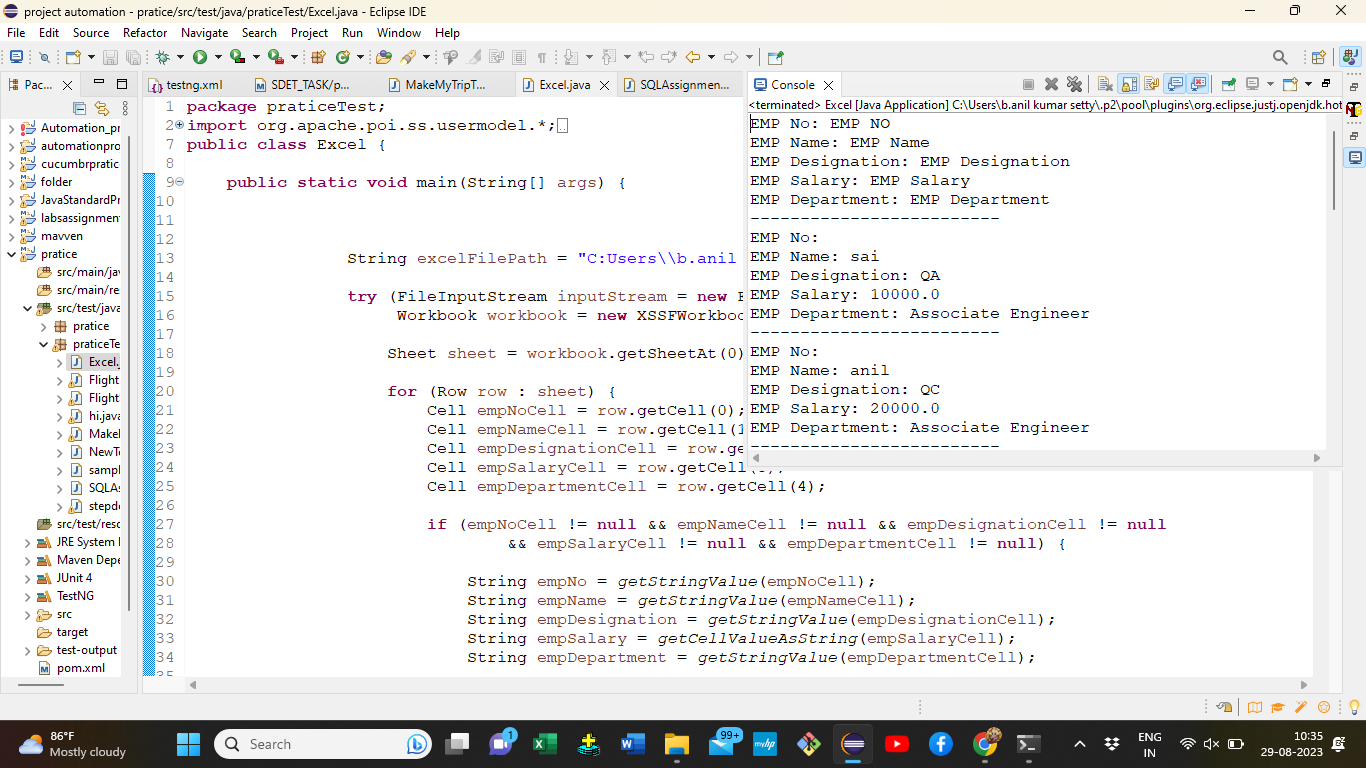 project automation - pratice/src/test/java/praticeTest/Excel.java - Eclipse IDE
File Edit Source Refactor Navigate Search Project Run Window Help
Pac...
testng.xml
SDET_TASK/p...
MakeMyTripT...
Excel.java
SQLAssignmen...
Console
<terminated> Excel [Java Application] C:\Users\b.anil kumar setty\.p2\pool\plugins\org.eclipse.justj.openjdk.hot
Automation_pr
automationpro
cucumbrpratic
folder
JavaStandardPr
labsassignmen
mavven
pratice
src/main/jav
src/main/re
src/test/java
pratice
praticeTe
Excel.
Flight
Flight
hi.java
Makel
NewTe
sampl
SQLAs
stepde
src/test/reso
JRE System I
Maven Depe
JUnit 4
TestNG
src
target
test-output
pom.xml
1 package praticeTest;
2 import org.apache.poi.ss.usermodel.*;
7 public class Excel {
8
9 public static void main(String[] args) {
10
11
12
13 String excelFilePath = "C:Users\\b.anil
14
15 try (FileInputStream inputStream = new F
16 Workbook workbook = new XSSFWorkboo
17
18 Sheet sheet = workbook.getSheetAt(0)
19
20 for (Row row : sheet) {
21 Cell empNoCell = row.getCell(0);
22 Cell empNameCell = row.getCell(1
23 Cell empDesignationCell = row.ge
24 Cell empSalaryCell = row.getCell(3);
25 Cell empDepartmentCell = row.getCell(4);
26
27 if (empNoCell != null && empNameCell != null && empDesignationCell != null
28 && empSalaryCell != null && empDepartmentCell != null) {
29
30 String empNo = getStringValue(empNoCell);
31 String empName = getStringValue(empNameCell);
32 String empDesignation = getStringValue(empDesignationCell);
33 String empSalary = getCellValueAsString(empSalaryCell);
34 String empDepartment = getStringValue(empDepartmentCell);
35
EMP No: EMP NO
EMP Name: EMP Name
EMP Designation: EMP Designation
EMP Salary: EMP Salary
EMP Department: EMP Department
-------------------------
EMP No:
EMP Name: sai
EMP Designation: QA
EMP Salary: 10000.0
EMP Department: Associate Engineer
-------------------------
EMP No:
EMP Name: anil
EMP Designation: QC
EMP Salary: 20000.0
EMP Department: Associate Engineer
-------------------------
86°F
Mostly cloudy
Search
1
99+
myhp
ENG
IN
10:35
29-08-2023